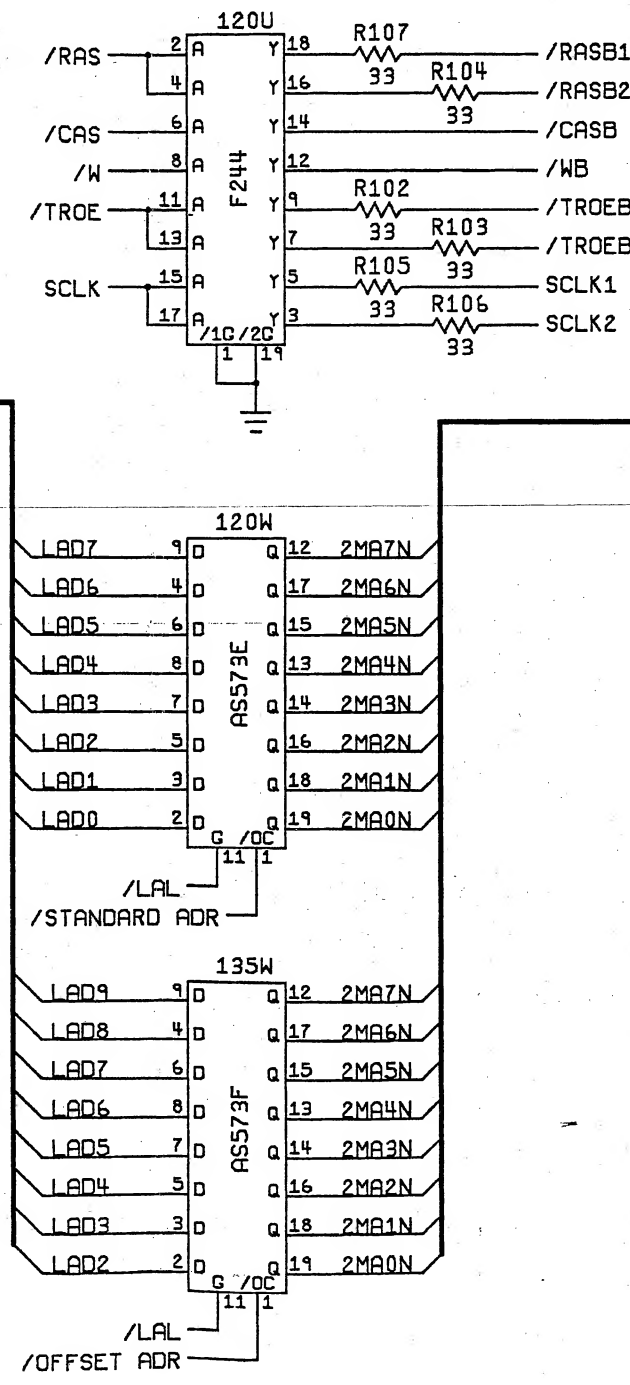 120U
/RAS 2 A Y 18 R107 33 /RASB1
4 A Y 16 R104 33 /RASB2
/CAS 6 A Y 14 /CASB
/W 8 A Y 12 /WB
F244
/TROE 11 A Y 9 R102 33 /TROEB
13 A Y 7 R103 33 /TROEB
SCLK 15 A Y 5 R105 33 SCLK1
17 A Y 3 R106 33 SCLK2
/1G /2G
1 19
120W
LAD7 9 D Q 12 2MA7N
LAD6 4 D Q 17 2MA6N
LAD5 6 D Q 15 2MA5N
LAD4 8 D Q 13 2MA4N
AS573E
LAD3 7 D Q 14 2MA3N
LAD2 5 D Q 16 2MA2N
LAD1 3 D Q 18 2MA1N
LAD0 2 D Q 19 2MA0N
G /OC
11 1
/LAL
/STANDARD ADR
135W
LAD9 9 D Q 12 2MA7N
LAD8 4 D Q 17 2MA6N
LAD7 6 D Q 15 2MA5N
LAD6 8 D Q 13 2MA4N
AS573F
LAD5 7 D Q 14 2MA3N
LAD4 5 D Q 16 2MA2N
LAD3 3 D Q 18 2MA1N
LAD2 2 D Q 19 2MA0N
G /OC
11 1
/LAL
/OFFSET ADR